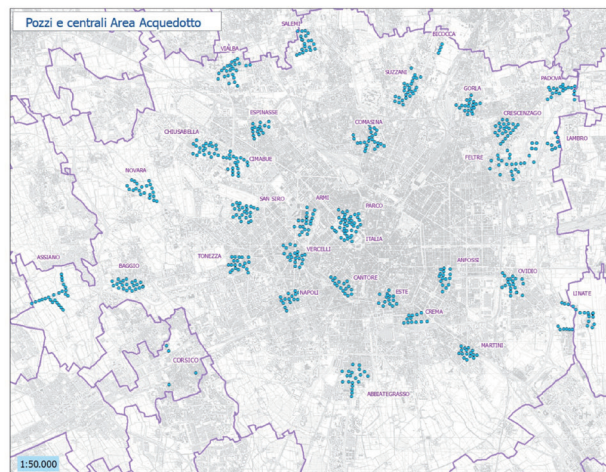 Pozzi e centrali Area Acquedotto
SALEMI
BICOCCA
VIALBA
SUZZANI
PADOVA
GORLA
ESPINASSE
CRESCENZAGO
COMASINA
CHIUSABELLA
LAMBRO
CIMABUE
FELTRE
NOVARA
SAN SIRO
ARMI
PARCO
ITALIA
VERCELLI
TONEZZA
ASSIANO
BAGGIO
ANFOSSI
OVIDIO
CANTORE
ESTE
NAPOLI
LINATE
CREMA
MARTINI
CORSICO
ABBIATEGRASSO
1:50.000